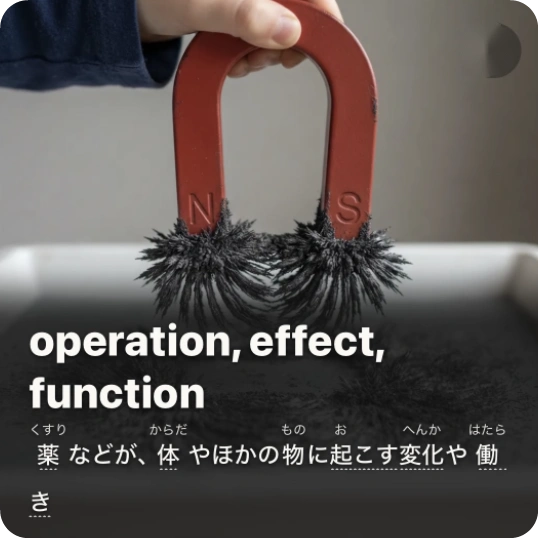 N S
operation, effect,
function
くすり からだ もの お へんか はたら
薬 などが、体 やほかの物に起こす変化や 働
き